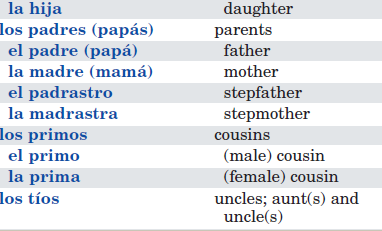 la hija daughter
los padres (papás) parents
el padre (papá) father
la madre (mamá) mother
el padrastro stepfather
la madrastra stepmother
los primos cousins
el primo (male) cousin
la prima (female) cousin
los tíos uncles; aunt(s) and
uncle(s)